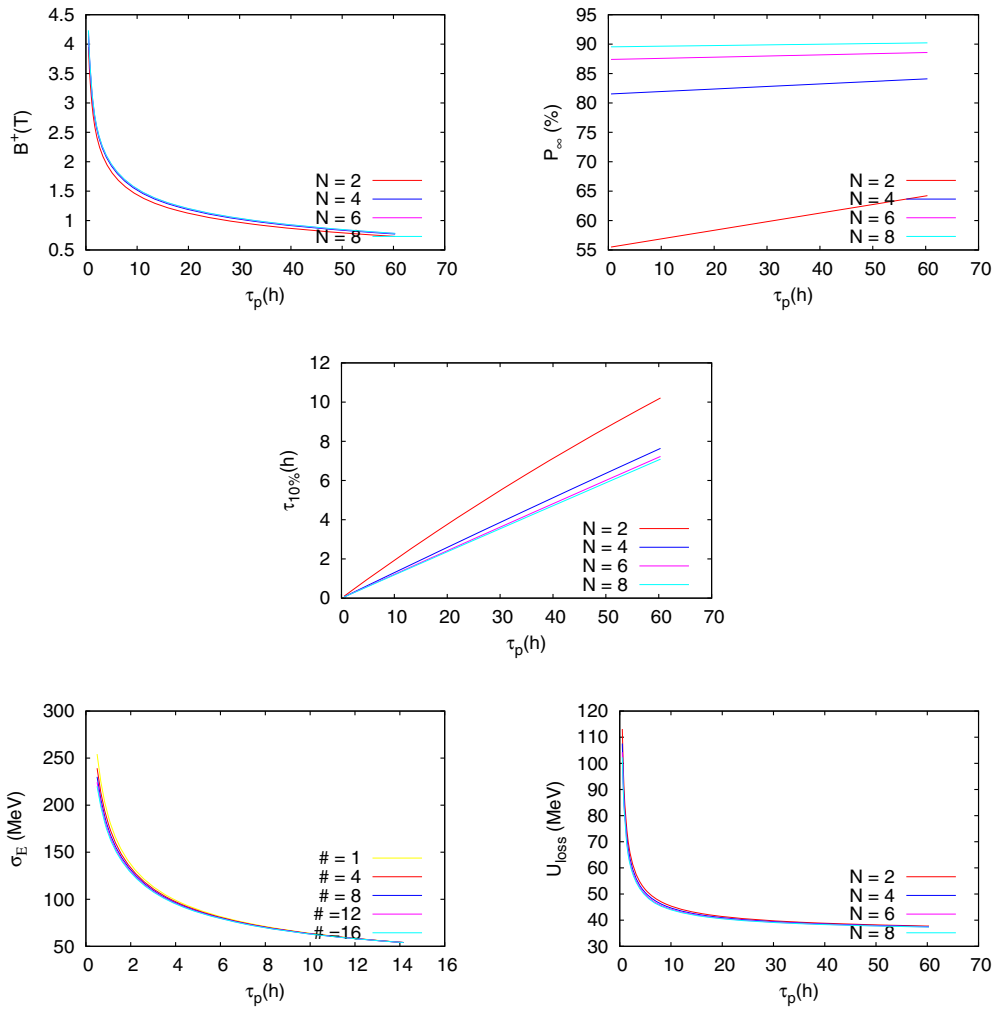 4.5
4
3.5
3
2.5
2
1.5
1
0.5
B⁺(T)
N = 2
N = 4
N = 6
N = 8
0 10 20 30 40 50 60 70
τp(h)
95
90
85
80
75
70
65
60
55
P∞ (%)
N = 2
N = 4
N = 6
N = 8
0 10 20 30 40 50 60 70
τp(h)
12
10
8
6
4
2
0
τ10%(h)
N = 2
N = 4
N = 6
N = 8
0 10 20 30 40 50 60 70
τp(h)
300
250
200
150
100
50
σE (MeV)
# = 1
# = 4
# = 8
# =12
# =16
0 2 4 6 8 10 12 14 16
τp(h)
120
110
100
90
80
70
60
50
40
30
Uloss (MeV)
N = 2
N = 4
N = 6
N = 8
0 10 20 30 40 50 60 70
τp(h)